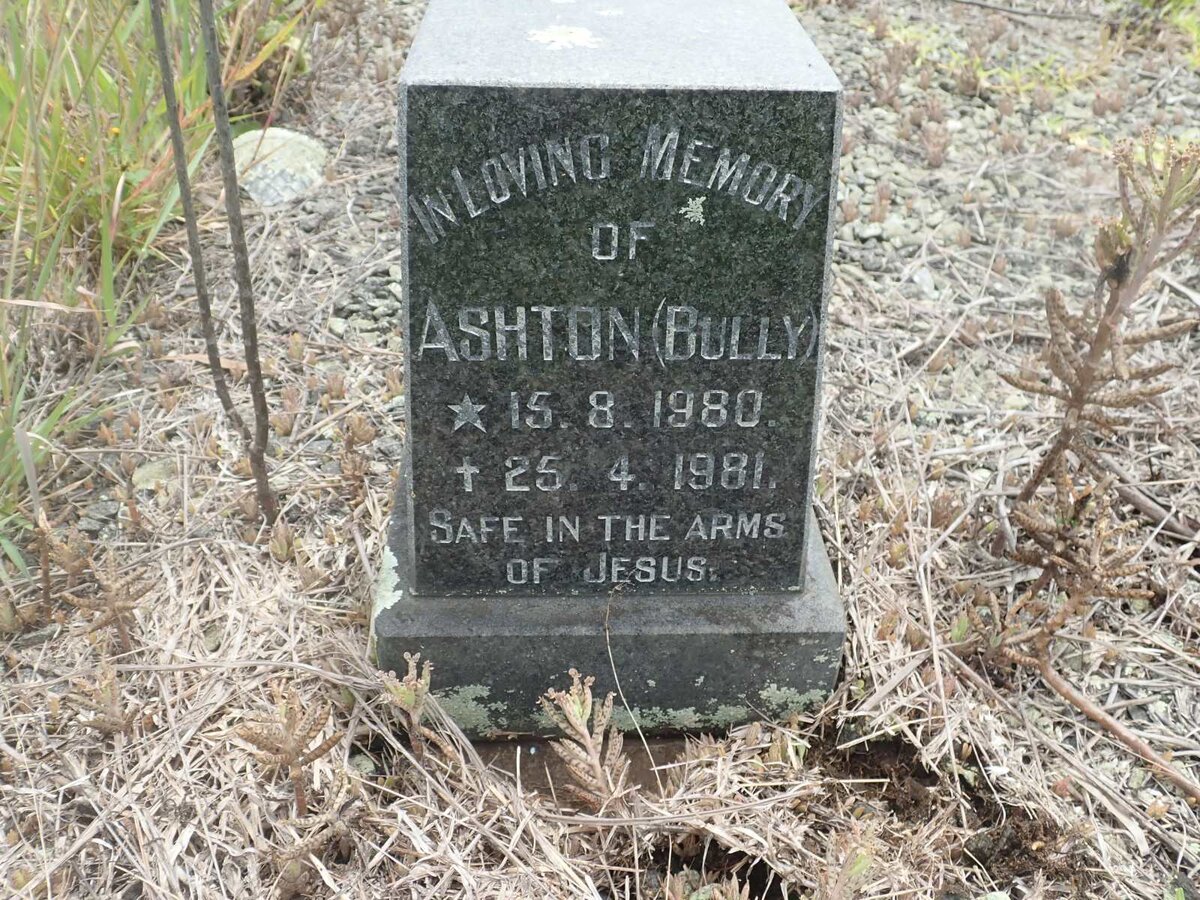 IN LOVING MEMORY
OF
ASHTON (BULLY)
★ 15. 8. 1980.
✝ 25. 4. 1981.
SAFE IN THE ARMS
OF JESUS.